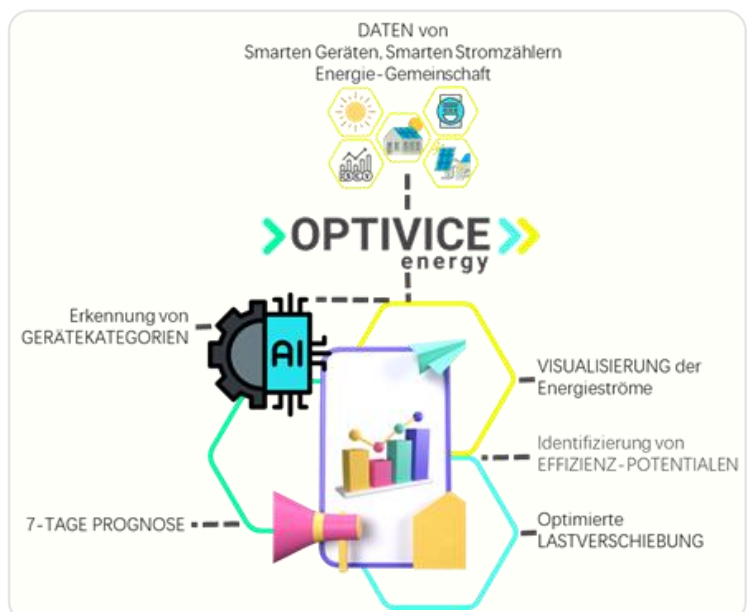 DATEN von
Smarten Geräten, Smarten Stromzählern
Energie-Gemeinschaft
OPTIVICE
energy
Erkennung von
GERÄTEKATEGORIEN
AI
VISUALISIERUNG der
Energieströme
Identifizierung von
EFFIZIENZ-POTENTIALEN
7-TAGE PROGNOSE
Optimierte
LASTVERSCHIEBUNG